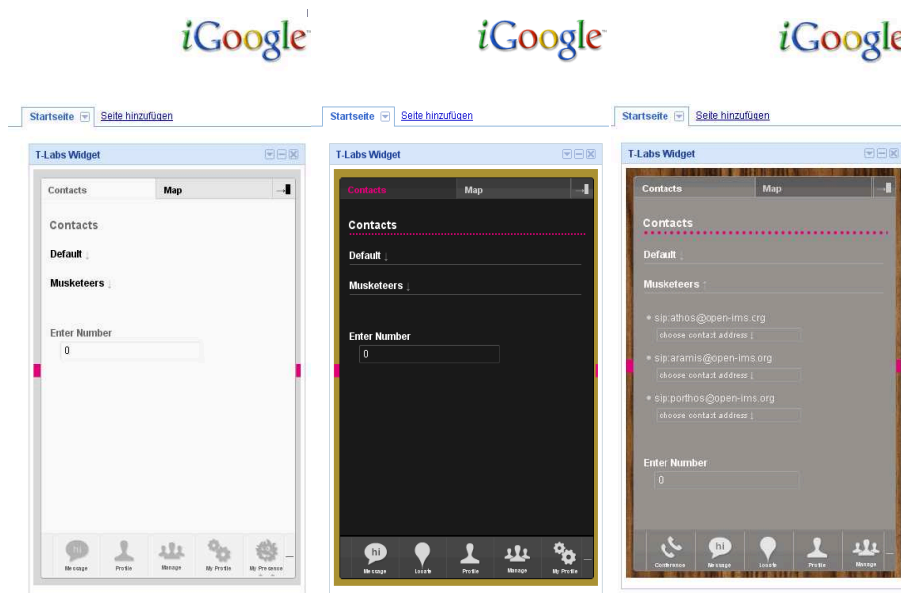 iGoogle
Startseite Seite hinzufügen
T-Labs Widget
Contacts Map
Contacts
Default ↓
Musketeers ↓
Enter Number
0
hi
Message Profile Manage My Profile My Presence
iGoogle
Startseite Seite hinzufügen
T-Labs Widget
Contacts Map
Contacts
Default ↓
Musketeers ↓
Enter Number
0
hi
Message Locate Profile Manage My Profile
iGoogle
Startseite Seite hinzufügen
T-Labs Widget
Contacts Map
Contacts
Default ↓
Musketeers ↑
sip:athos@open-ims.org
choose contact address ↓
sip:aramis@open-ims.org
choose contact address ↓
sip:porthos@open-ims.org
choose contact address ↓
Enter Number
0
hi
Conference Message Locate Profile Manage